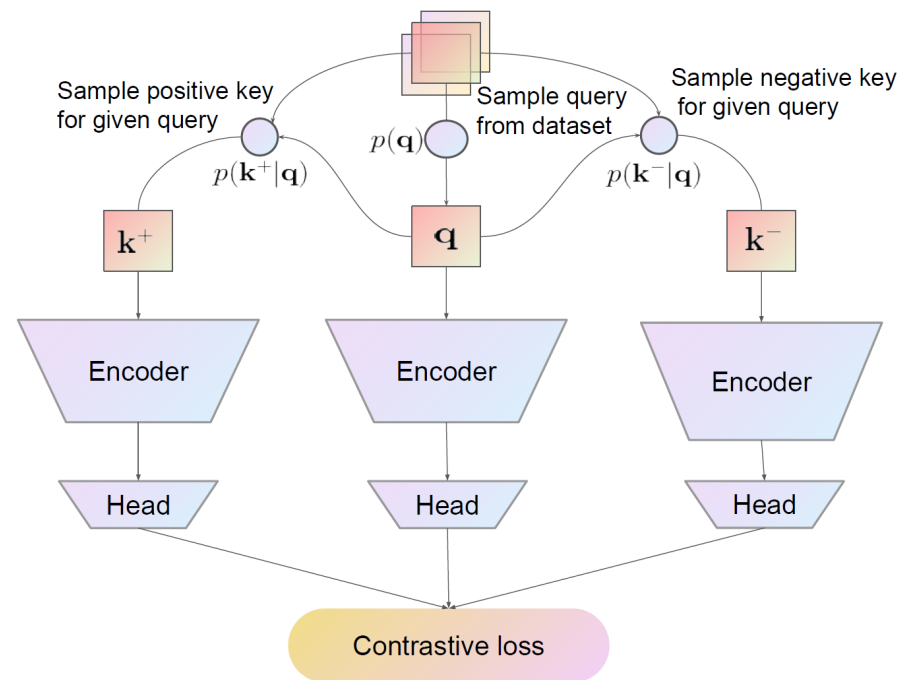 Sample positive key
for given query
Sample query
from dataset
Sample negative key
for given query
p(k⁺|q)
p(q)
p(k⁻|q)
k⁺
q
k⁻
Encoder
Encoder
Encoder
Head
Head
Head
Contrastive loss